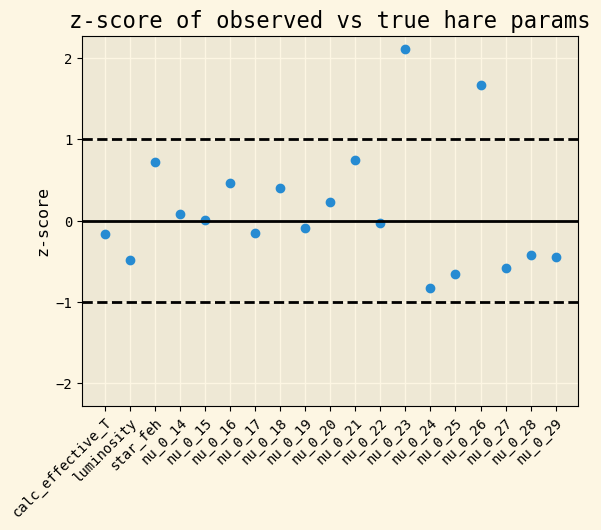 z-score of observed vs true hare params
z-score
2
1
0
−1
−2
calc_effective_T
luminosity
star_feh
nu_0_14
nu_0_15
nu_0_16
nu_0_17
nu_0_18
nu_0_19
nu_0_20
nu_0_21
nu_0_22
nu_0_23
nu_0_24
nu_0_25
nu_0_26
nu_0_27
nu_0_28
nu_0_29